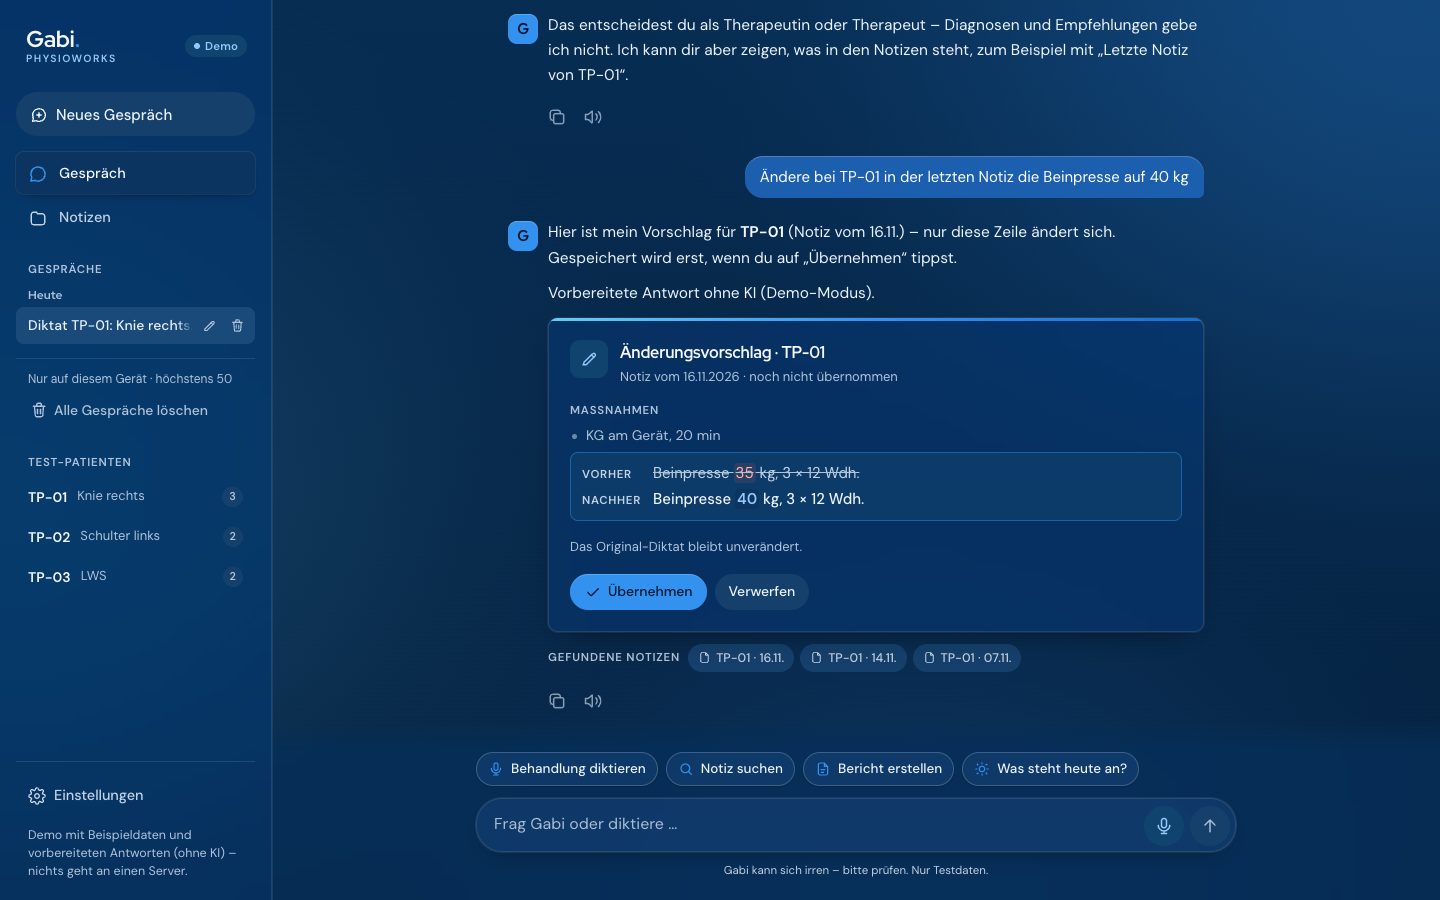 Gabi.
PHYSIOWORKS
Demo
Neues Gespräch
Gespräch
Notizen
GESPRÄCHE
Heute
Diktat TP-01: Knie rechts
Nur auf diesem Gerät · höchstens 50
Alle Gespräche löschen
TEST-PATIENTEN
TP-01 Knie rechts 3
TP-02 Schulter links 2
TP-03 LWS 2
Einstellungen
Demo mit Beispieldaten und
vorbereiteten Antworten (ohne KI) –
nichts geht an einen Server.
G
Das entscheidest du als Therapeutin oder Therapeut – Diagnosen und Empfehlungen gebe
ich nicht. Ich kann dir aber zeigen, was in den Notizen steht, zum Beispiel mit „Letzte Notiz
von TP-01“.
Ändere bei TP-01 in der letzten Notiz die Beinpresse auf 40 kg
G
Hier ist mein Vorschlag für TP-01 (Notiz vom 16.11.) – nur diese Zeile ändert sich.
Gespeichert wird erst, wenn du auf „Übernehmen“ tippst.
Vorbereitete Antwort ohne KI (Demo-Modus).
Änderungsvorschlag · TP-01
Notiz vom 16.11.2026 · noch nicht übernommen
MASSNAHMEN
• KG am Gerät, 20 min
VORHER Beinpresse 35 kg, 3 × 12 Wdh.
NACHHER Beinpresse 40 kg, 3 × 12 Wdh.
Das Original-Diktat bleibt unverändert.
Übernehmen Verwerfen
GEFUNDENE NOTIZEN TP-01 · 16.11. TP-01 · 14.11. TP-01 · 07.11.
Behandlung diktieren Notiz suchen Bericht erstellen Was steht heute an?
Frag Gabi oder diktiere ...
Gabi kann sich irren – bitte prüfen. Nur Testdaten.